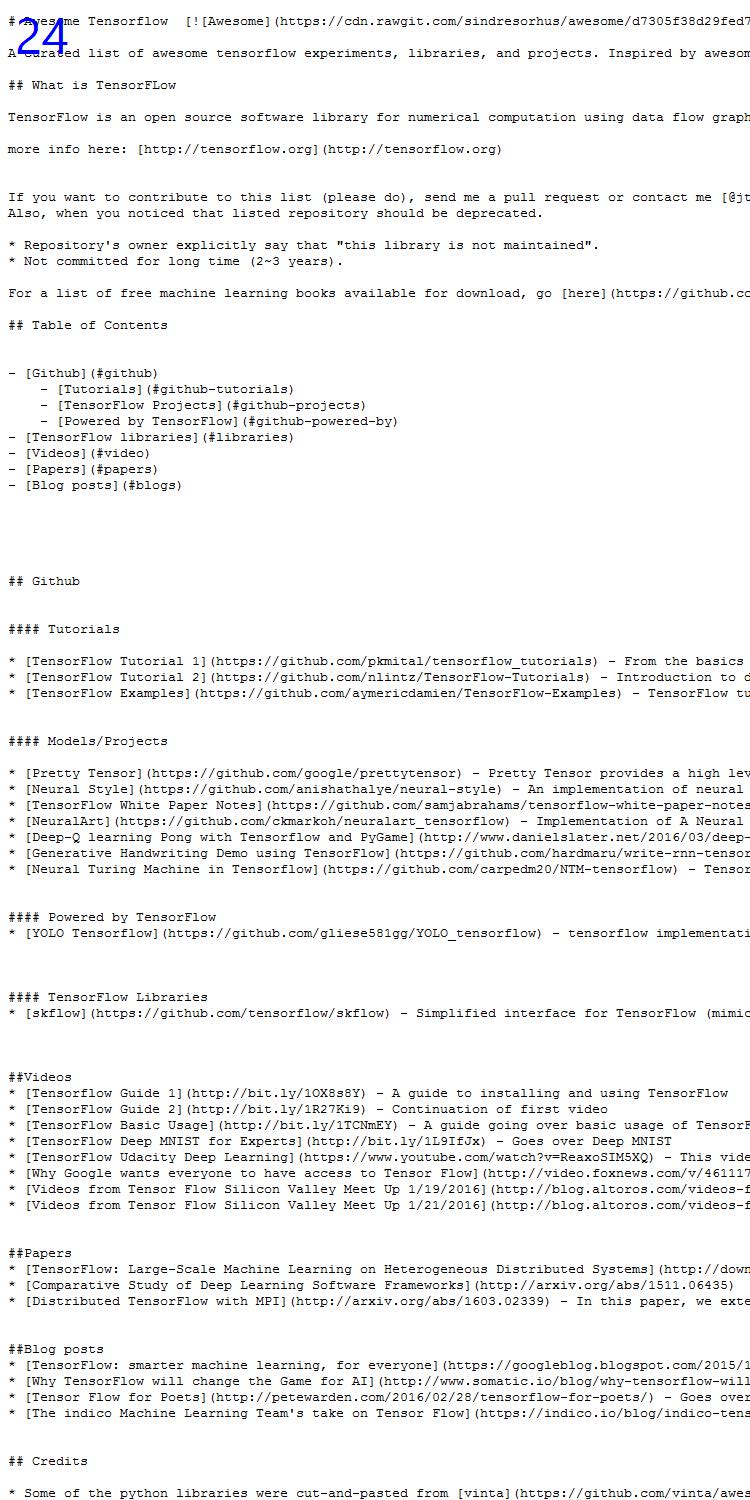 24
# Awesome Tensorflow  [![Awesome](https://cdn.rawgit.com/sindresorhus/awesome/d7305f38d29fed7
A curated list of awesome tensorflow experiments, libraries, and projects. Inspired by awesom
## What is TensorFLow
TensorFlow is an open source software library for numerical computation using data flow graph
more info here: [http://tensorflow.org](http://tensorflow.org)
If you want to contribute to this list (please do), send me a pull request or contact me [@jt
Also, when you noticed that listed repository should be deprecated.
* Repository's owner explicitly say that "this library is not maintained".
* Not committed for long time (2~3 years).
For a list of free machine learning books available for download, go [here](https://github.co
## Table of Contents
- [Github](#github)
    - [Tutorials](#github-tutorials)
    - [TensorFlow Projects](#github-projects)
    - [Powered by TensorFlow](#github-powered-by)
- [TensorFlow libraries](#libraries)
- [Videos](#video)
- [Papers](#papers)
- [Blog posts](#blogs)
## Github
#### Tutorials
* [TensorFlow Tutorial 1](https://github.com/pkmital/tensorflow_tutorials) - From the basics
* [TensorFlow Tutorial 2](https://github.com/nlintz/TensorFlow-Tutorials) - Introduction to d
* [TensorFlow Examples](https://github.com/aymericdamien/TensorFlow-Examples) - TensorFlow tu
#### Models/Projects
* [Pretty Tensor](https://github.com/google/prettytensor) - Pretty Tensor provides a high lev
* [Neural Style](https://github.com/anishathalye/neural-style) - An implementation of neural
* [TensorFlow White Paper Notes](https://github.com/samjabrahams/tensorflow-white-paper-notes
* [NeuralArt](https://github.com/ckmarkoh/neuralart_tensorflow) - Implementation of A Neural
* [Deep-Q learning Pong with Tensorflow and PyGame](http://www.danielslater.net/2016/03/deep-
* [Generative Handwriting Demo using TensorFlow](https://github.com/hardmaru/write-rnn-tensor
* [Neural Turing Machine in Tensorflow](https://github.com/carpedm20/NTM-tensorflow) - Tensor
#### Powered by TensorFlow
* [YOLO Tensorflow](https://github.com/gliese581gg/YOLO_tensorflow) - tensorflow implementati
#### TensorFlow Libraries
* [skflow](https://github.com/tensorflow/skflow) - Simplified interface for TensorFlow (mimic
##Videos
* [Tensorflow Guide 1](http://bit.ly/1OX8s8Y) - A guide to installing and using TensorFlow
* [TensorFlow Guide 2](http://bit.ly/1R27Ki9) - Continuation of first video
* [TensorFlow Basic Usage](http://bit.ly/1TCNmEY) - A guide going over basic usage of TensorF
* [TensorFlow Deep MNIST for Experts](http://bit.ly/1L9IfJx) - Goes over Deep MNIST
* [TensorFlow Udacity Deep Learning](https://www.youtube.com/watch?v=ReaxoSIM5XQ) - This vide
* [Why Google wants everyone to have access to Tensor Flow](http://video.foxnews.com/v/461117
* [Videos from Tensor Flow Silicon Valley Meet Up 1/19/2016](http://blog.altoros.com/videos-f
* [Videos from Tensor Flow Silicon Valley Meet Up 1/21/2016](http://blog.altoros.com/videos-f
##Papers
* [TensorFlow: Large-Scale Machine Learning on Heterogeneous Distributed Systems](http://down
* [Comparative Study of Deep Learning Software Frameworks](http://arxiv.org/abs/1511.06435)
* [Distributed TensorFlow with MPI](http://arxiv.org/abs/1603.02339) - In this paper, we exte
##Blog posts
* [TensorFlow: smarter machine learning, for everyone](https://googleblog.blogspot.com/2015/1
* [Why TensorFlow will change the Game for AI](http://www.somatic.io/blog/why-tensorflow-will
* [Tensor Flow for Poets](http://petewarden.com/2016/02/28/tensorflow-for-poets/) - Goes over
* [The indico Machine Learning Team's take on Tensor Flow](https://indico.io/blog/indico-tens
## Credits
* Some of the python libraries were cut-and-pasted from [vinta](https://github.com/vinta/awes